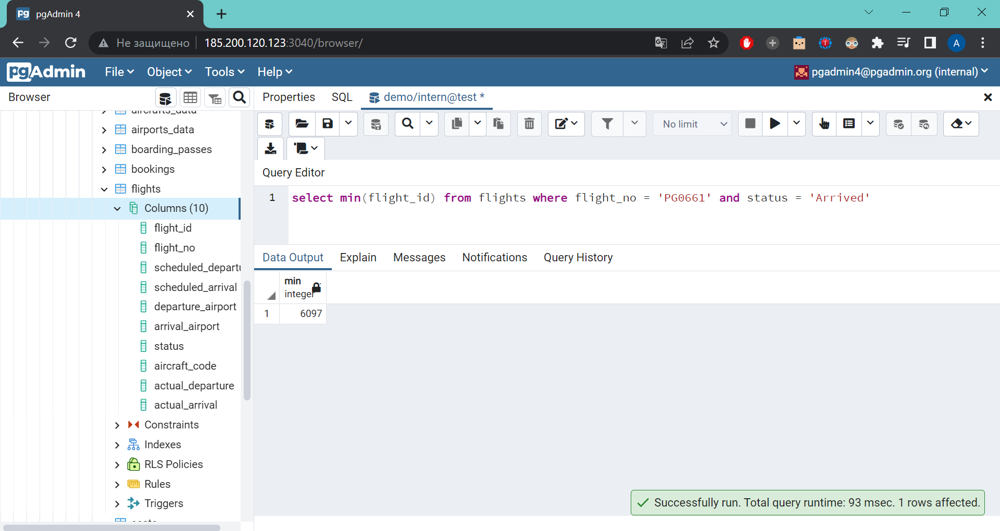 pg pgAdmin 4
Не защищено 185.200.120.123:3040/browser/
A
pgAdmin File Object Tools Help pgadmin4@pgadmin.org (internal)
Browser
Properties SQL demo/intern@test *
No limit
aircrafts_data
airports_data
boarding_passes
bookings
flights
Columns (10)
flight_id
flight_no
scheduled_departu
scheduled_arrival
departure_airport
arrival_airport
status
aircraft_code
actual_departure
actual_arrival
Constraints
Indexes
RLS Policies
Rules
Triggers
Query Editor
1 select min(flight_id) from flights where flight_no = 'PG0661' and status = 'Arrived'
Data Output Explain Messages Notifications Query History
min
integer
1 6097
Successfully run. Total query runtime: 93 msec. 1 rows affected.